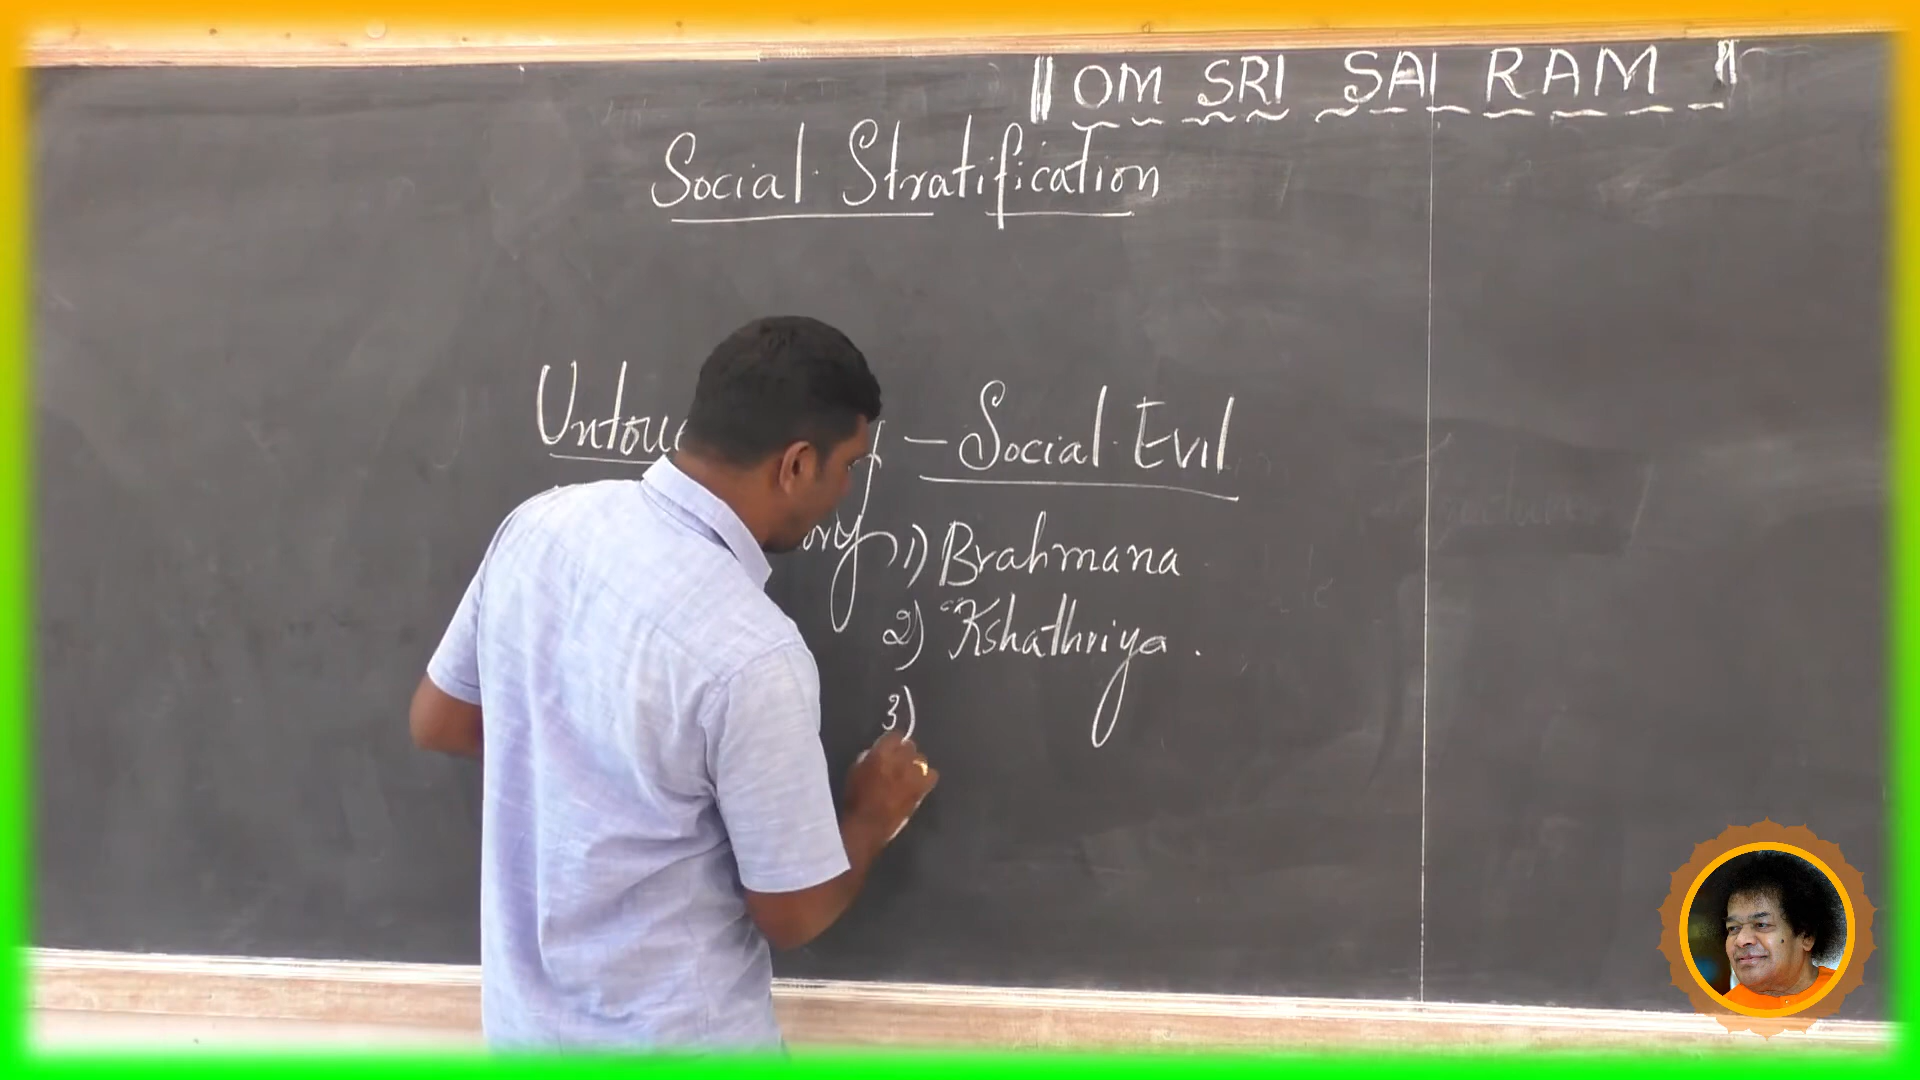 || OM SRI SAI RAM ||
Social Stratification
– Social Evil
1) Brahmana
2) Kshathriya.
3)